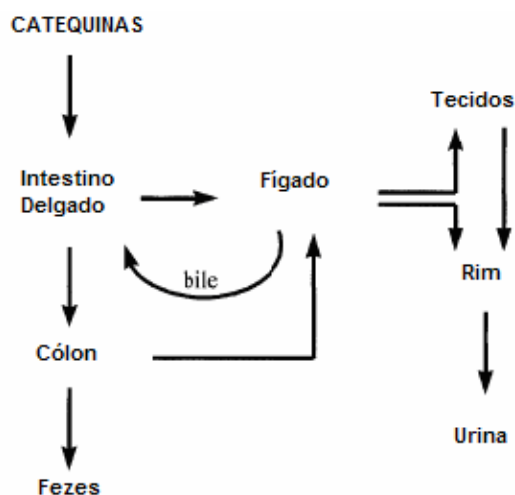 CATEQUINAS
Tecidos
Intestino
Delgado
Fígado
bile
Rim
Cólon
Urina
Fezes